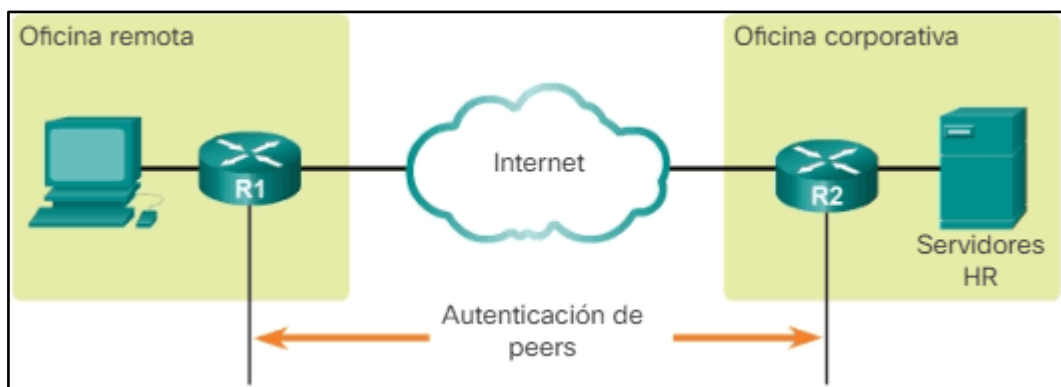 Oficina remota
Oficina corporativa
Internet
R1
R2
Servidores
HR
Autenticación de
peers